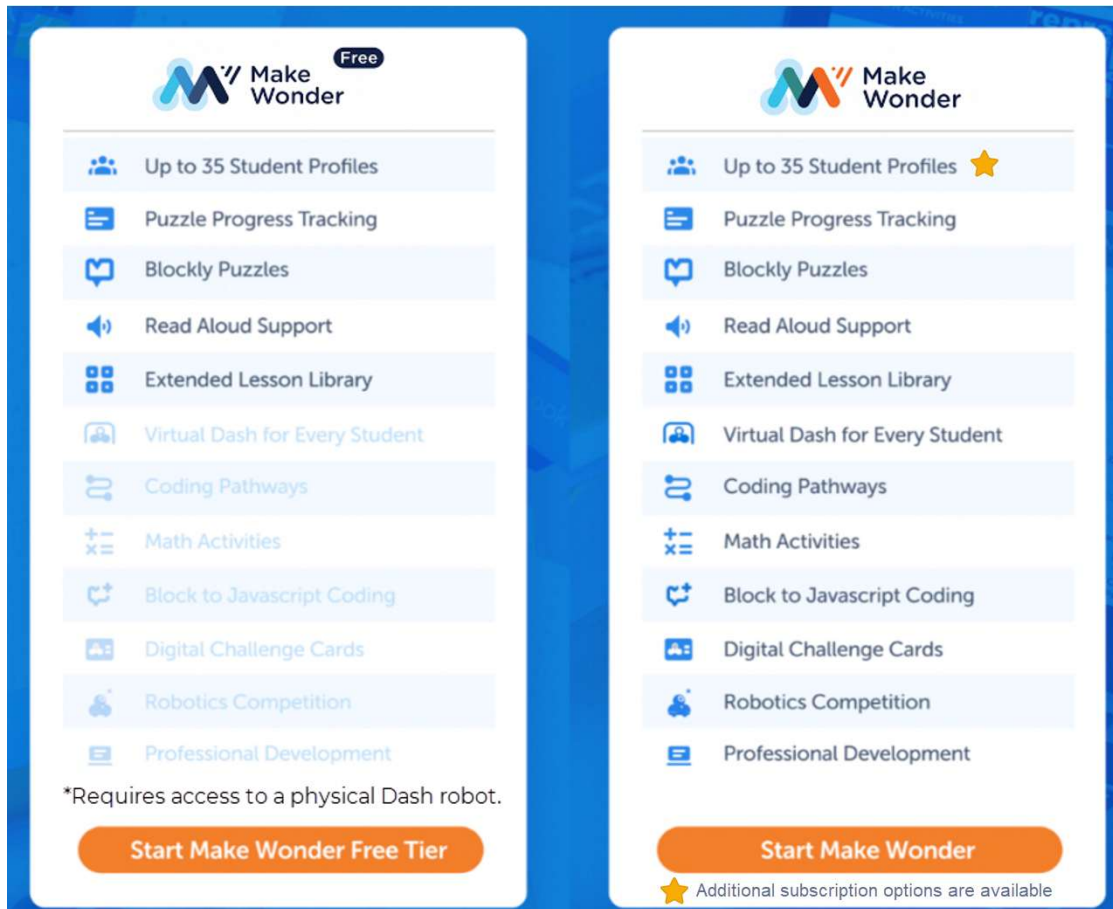 Make
Wonder
Free
Up to 35 Student Profiles
Puzzle Progress Tracking
Blockly Puzzles
Read Aloud Support
Extended Lesson Library
Virtual Dash for Every Student
Coding Pathways
Math Activities
Block to Javascript Coding
Digital Challenge Cards
Robotics Competition
Professional Development
*Requires access to a physical Dash robot.
Start Make Wonder Free Tier
Make
Wonder
Up to 35 Student Profiles
Puzzle Progress Tracking
Blockly Puzzles
Read Aloud Support
Extended Lesson Library
Virtual Dash for Every Student
Coding Pathways
Math Activities
Block to Javascript Coding
Digital Challenge Cards
Robotics Competition
Professional Development
Start Make Wonder
Additional subscription options are available